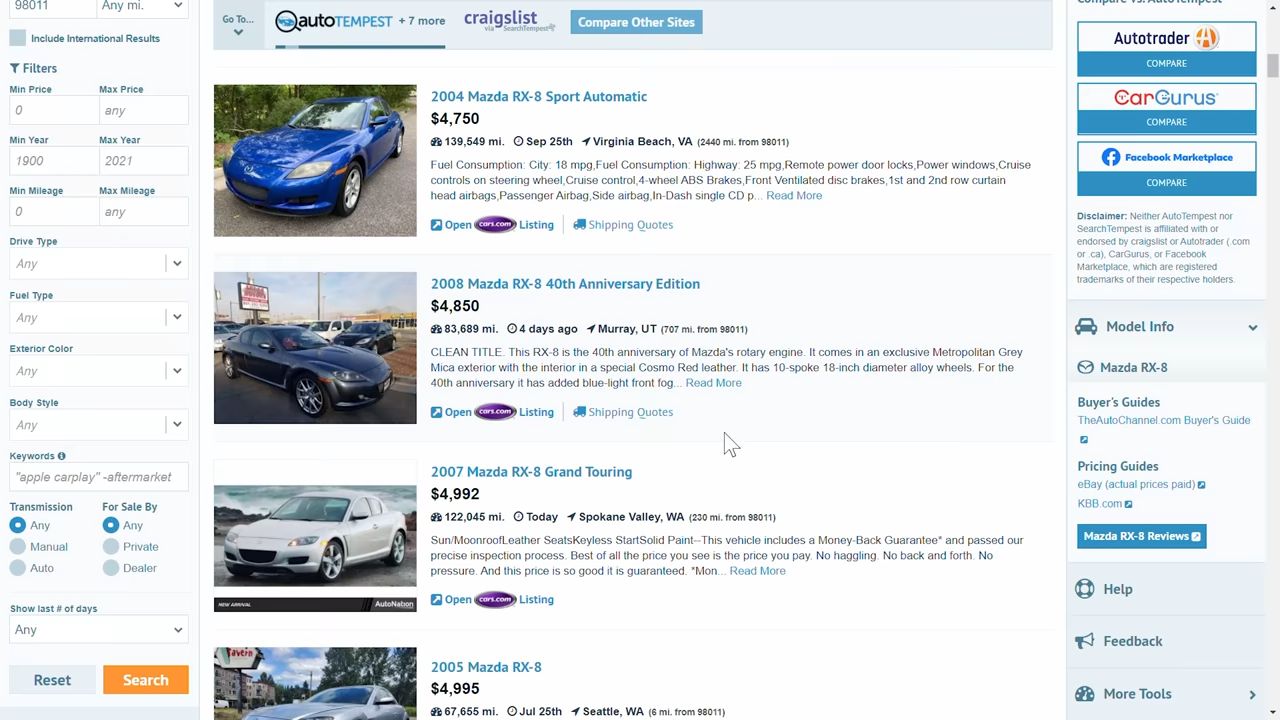 98011
Any mi.
Include International Results
Filters
Min Price
Max Price
0
any
Min Year
Max Year
1900
2021
Min Mileage
Max Mileage
0
any
Drive Type
Any
Fuel Type
Any
Exterior Color
Any
Body Style
Any
Keywords
"apple carplay" -aftermarket
Transmission
For Sale By
Any
Any
Manual
Private
Auto
Dealer
Show last # of days
Any
Reset
Search
Go To...
autoTEMPEST + 7 more
craigslist
via SearchTempest
Compare Other Sites
2004 Mazda RX-8 Sport Automatic
$4,750
139,549 mi. Sep 25th Virginia Beach, VA (2440 mi. from 98011)
Fuel Consumption: City: 18 mpg,Fuel Consumption: Highway: 25 mpg,Remote power door locks,Power windows,Cruise
controls on steering wheel,Cruise control,4-wheel ABS Brakes,Front Ventilated disc brakes,1st and 2nd row curtain
head airbags,Passenger Airbag,Side airbag,In-Dash single CD p... Read More
Open cars.com Listing
Shipping Quotes
2008 Mazda RX-8 40th Anniversary Edition
$4,850
83,689 mi. 4 days ago Murray, UT (707 mi. from 98011)
CLEAN TITLE. This RX-8 is the 40th anniversary of Mazda's rotary engine. It comes in an exclusive Metropolitan Grey
Mica exterior with the interior in a special Cosmo Red leather. It has 10-spoke 18-inch diameter alloy wheels. For the
40th anniversary it has added blue-light front fog... Read More
Open cars.com Listing
Shipping Quotes
2007 Mazda RX-8 Grand Touring
$4,992
122,045 mi. Today Spokane Valley, WA (230 mi. from 98011)
Sun/MoonroofLeather SeatsKeyless StartSolid Paint--This vehicle includes a Money-Back Guarantee* and passed our
precise inspection process. Best of all the price you see is the price you pay. No haggling. No back and forth. No
pressure. And this price is so good it is guaranteed. *Mon... Read More
NEW ARRIVAL
AutoNation
Open cars.com Listing
Tavern
2005 Mazda RX-8
$4,995
67,655 mi. Jul 25th Seattle, WA (6 mi. from 98011)
Compare vs. AutoTempest
Autotrader
COMPARE
CarGurus
COMPARE
Facebook Marketplace
COMPARE
Disclaimer: Neither AutoTempest nor
SearchTempest is affiliated with or
endorsed by craigslist or Autotrader (.com
or .ca), CarGurus, or Facebook
Marketplace, which are registered
trademarks of their respective holders.
Model Info
Mazda RX-8
Buyer's Guides
TheAutoChannel.com Buyer's Guide
Pricing Guides
eBay (actual prices paid)
KBB.com
Mazda RX-8 Reviews
Help
Feedback
More Tools